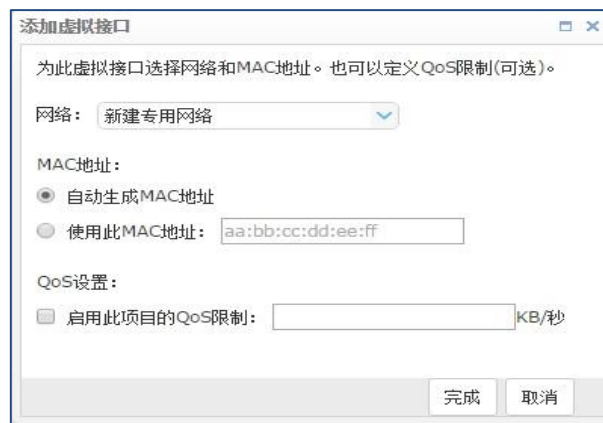 添加虚拟接口
为此虚拟接口选择网络和MAC地址。也可以定义QoS限制(可选)。
网络： 新建专用网络
MAC地址：
自动生成MAC地址
使用此MAC地址： aa:bb:cc:dd:ee:ff
QoS设置：
启用此项目的QoS限制： KB/秒
完成 取消